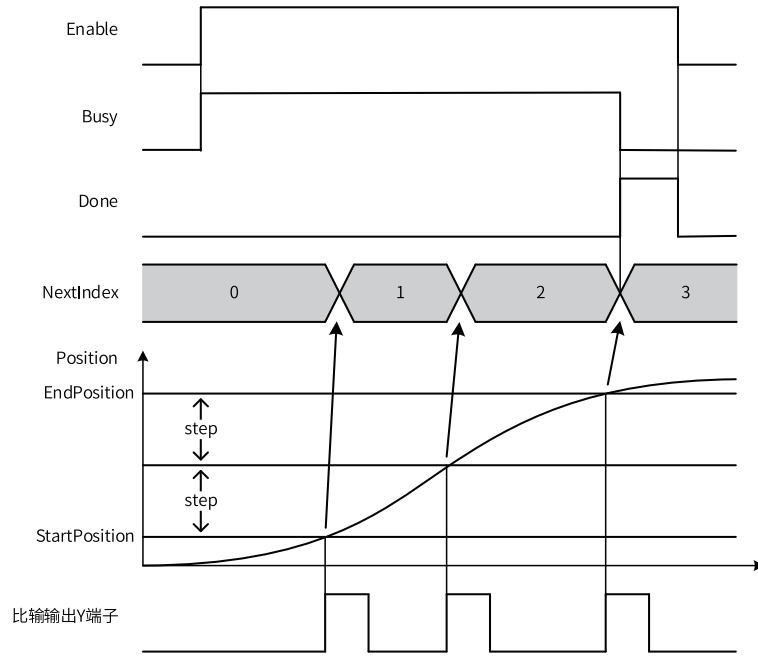 Enable
Busy
Done
NextIndex 0 1 2 3
Position
EndPosition
step
step
StartPosition
比输输出Y端子